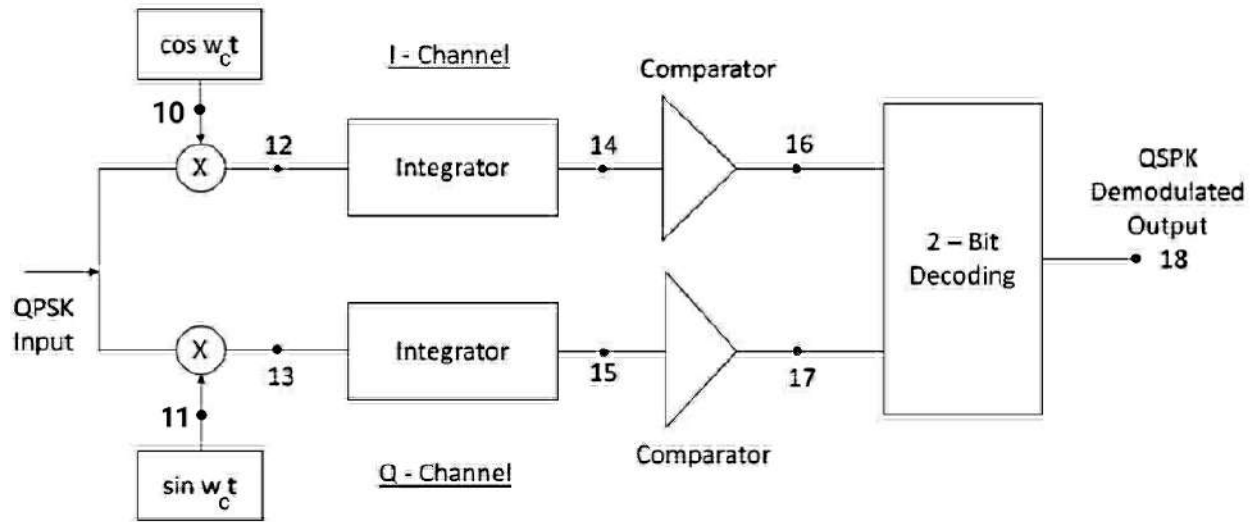 cos w_ct
I - Channel
Comparator
10
12
Integrator
14
16
X
QSPK
Demodulated
Output
18
2 – Bit
Decoding
QPSK
Input
X
13
Integrator
15
17
11
sin w_ct
Q - Channel
Comparator